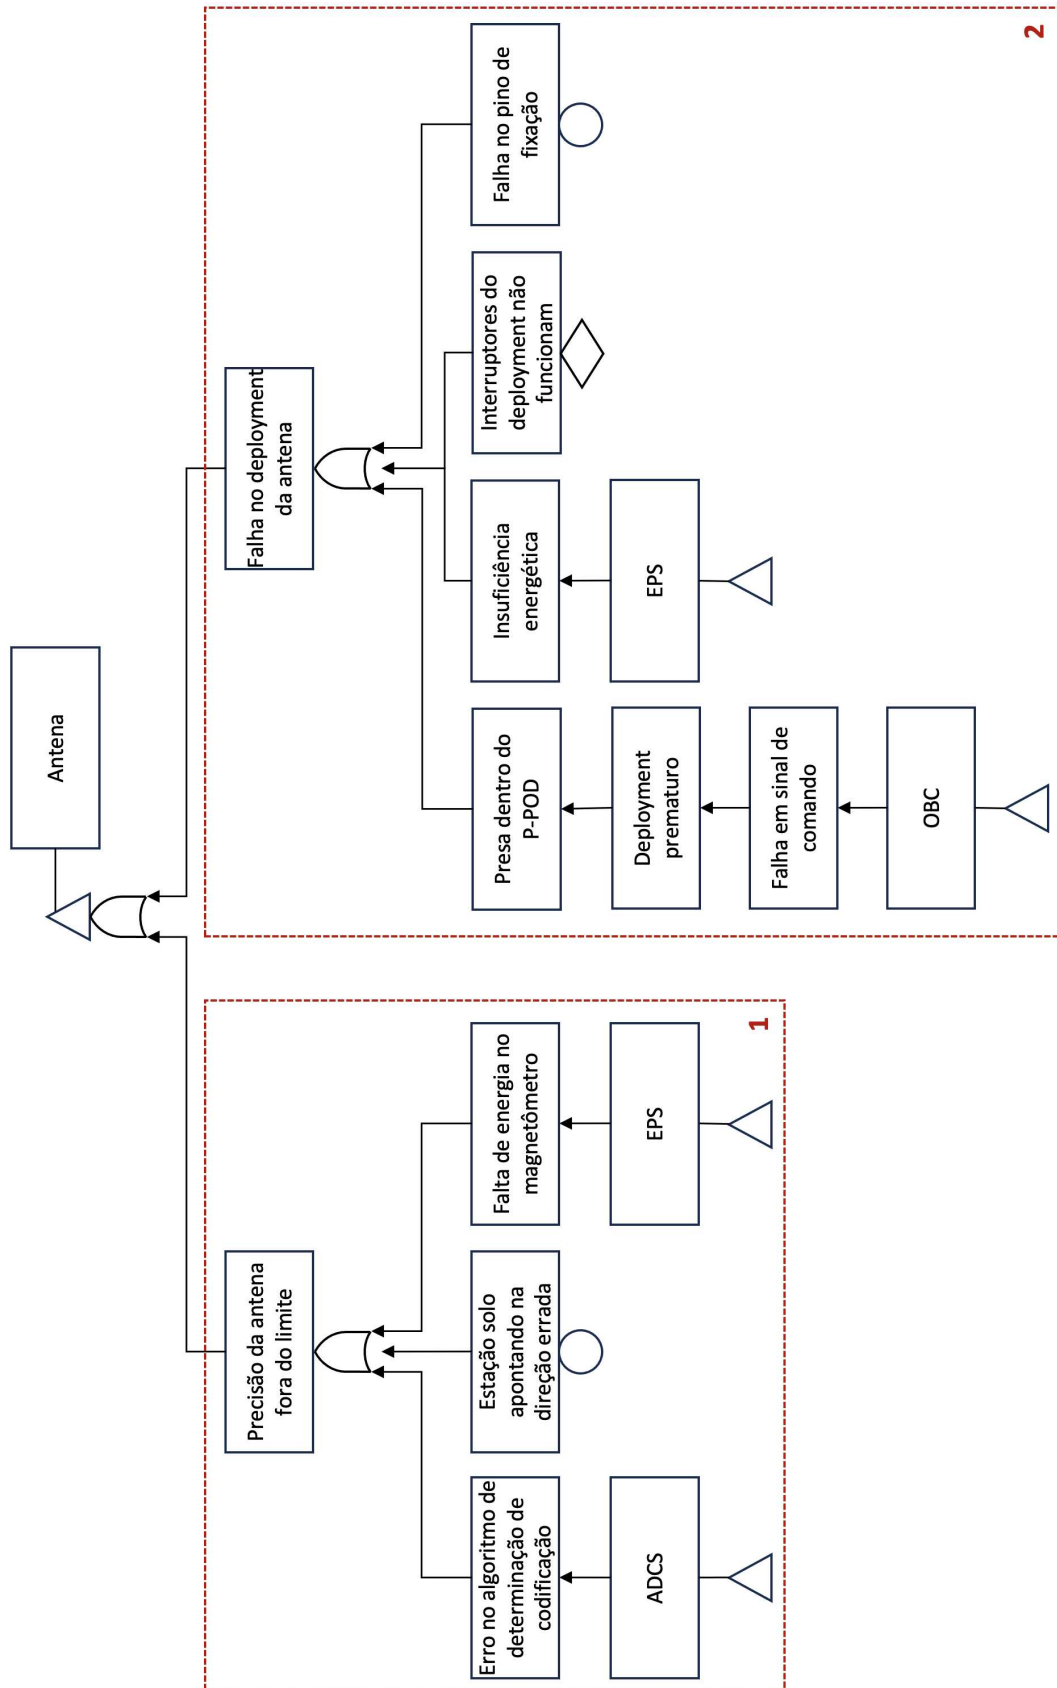 Antena
Precisão da antena
fora do limite
Falha no deployment
da antena
Erro no algoritmo de
determinação de
codificação
Estação solo
apontando na
direção errada
Falta de energia no
magnetômetro
Presa dentro do
P-POD
Insuficiência
energética
Interruptores do
deployment não
funcionam
Falha no pino de
fixação
ADCS
EPS
Deployment
prematuro
EPS
Falha em sinal de
comando
OBC
1
2